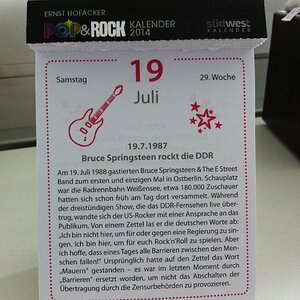 ERNST HOFACKER
POP&ROCK KALENDER 2014
südwest
KALENDER
Samstag
19
29. Woche
Juli
19.7.1987
Bruce Springsteen rockt die DDR
Am 19. Juli 1988 gastierten Bruce Springsteen & The E Street
Band zum ersten und einzigen Mal in Ostberlin. Schauplatz
war die Radrennbahn Weißensee, etwa 180.000 Zuschauer
hatten sich schon früh am Tag dort versammelt. Während
der dreistündigen Show, die das DDR-Fernsehen live über-
trug, wandte sich der US-Rocker mit einer Ansprache an das
Publikum. Von einem Zettel las er die deutschen Worte ab:
„Ich bin nicht hier, um für oder gegen eine Regierung zu sin-
gen. Ich bin hier, um für euch Rock'n'Roll zu spielen. Aber
ich hoffe, dass eines Tages alle Barrieren zwischen den Men-
schen fallen!" Ursprünglich hatte auf dem Zettel das Wort
„Mauern" gestanden – es war im letzten Moment durch
„Barrieren" ersetzt worden, um nicht das Abschalten der
Übertragung durch die Zensurbehörden zu provozieren.